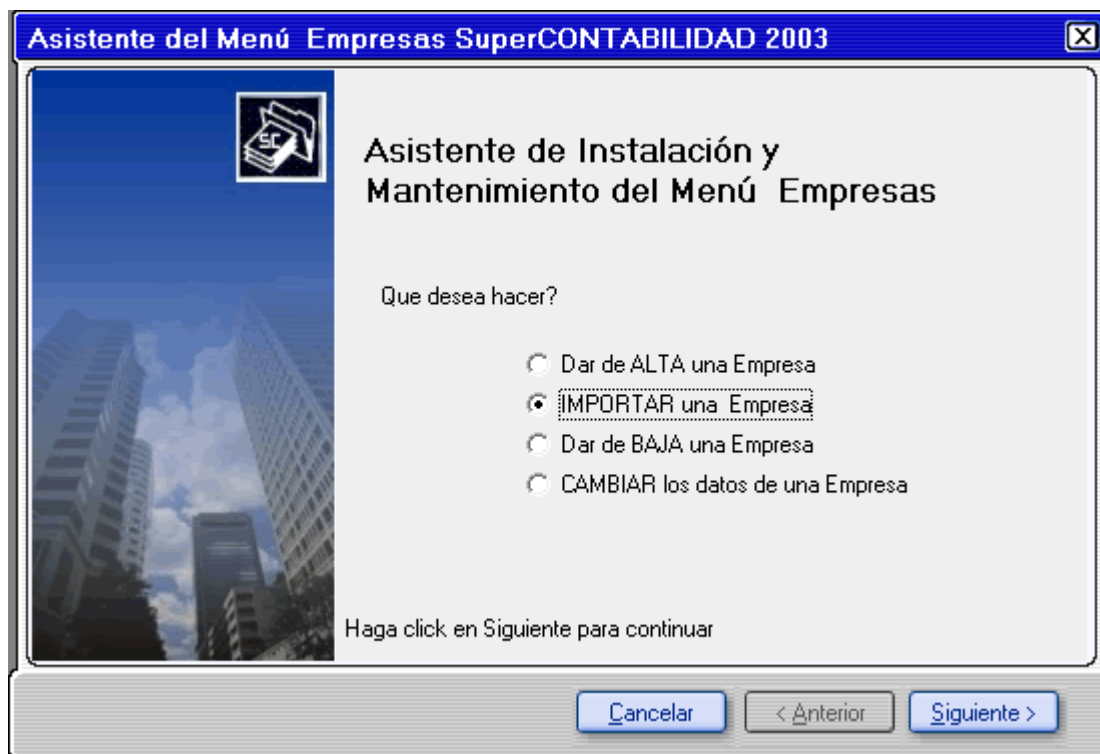 Asistente del Menú Empresas SuperCONTABILIDAD 2003
SC
Asistente de Instalación y
Mantenimiento del Menú Empresas
Que desea hacer?
Dar de ALTA una Empresa
IMPORTAR una Empresa
Dar de BAJA una Empresa
CAMBIAR los datos de una Empresa
Haga click en Siguiente para continuar
Cancelar
< Anterior
Siguiente >